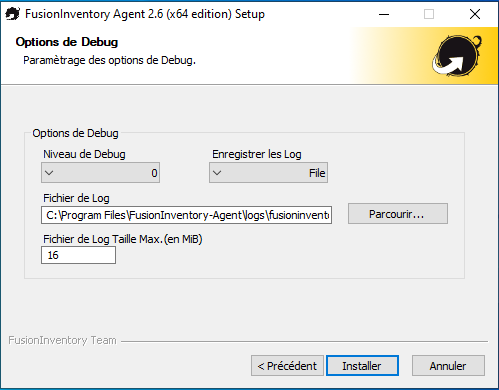 FusionInventory Agent 2.6 (x64 edition) Setup
Options de Debug
Paramètrage des options de Debug.
Options de Debug
Niveau de Debug
Enregistrer les Log
0
File
Fichier de Log
C:\Program Files\FusionInventory-Agent\logs\fusioninvento
Parcourir...
Fichier de Log Taille Max.(en MiB)
16
FusionInventory Team
< Précédent
Installer
Annuler